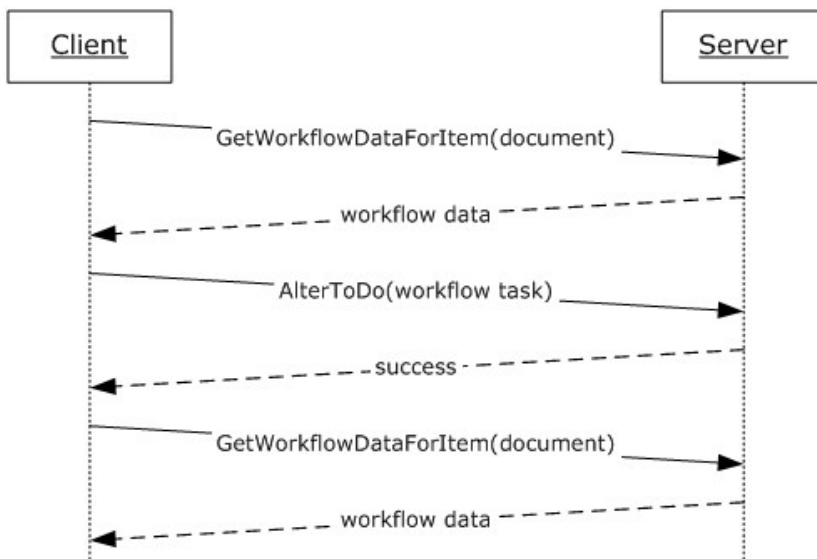 Client
Server
GetWorkflowDataForItem(document)
workflow data
AlterToDo(workflow task)
success
GetWorkflowDataForItem(document)
workflow data